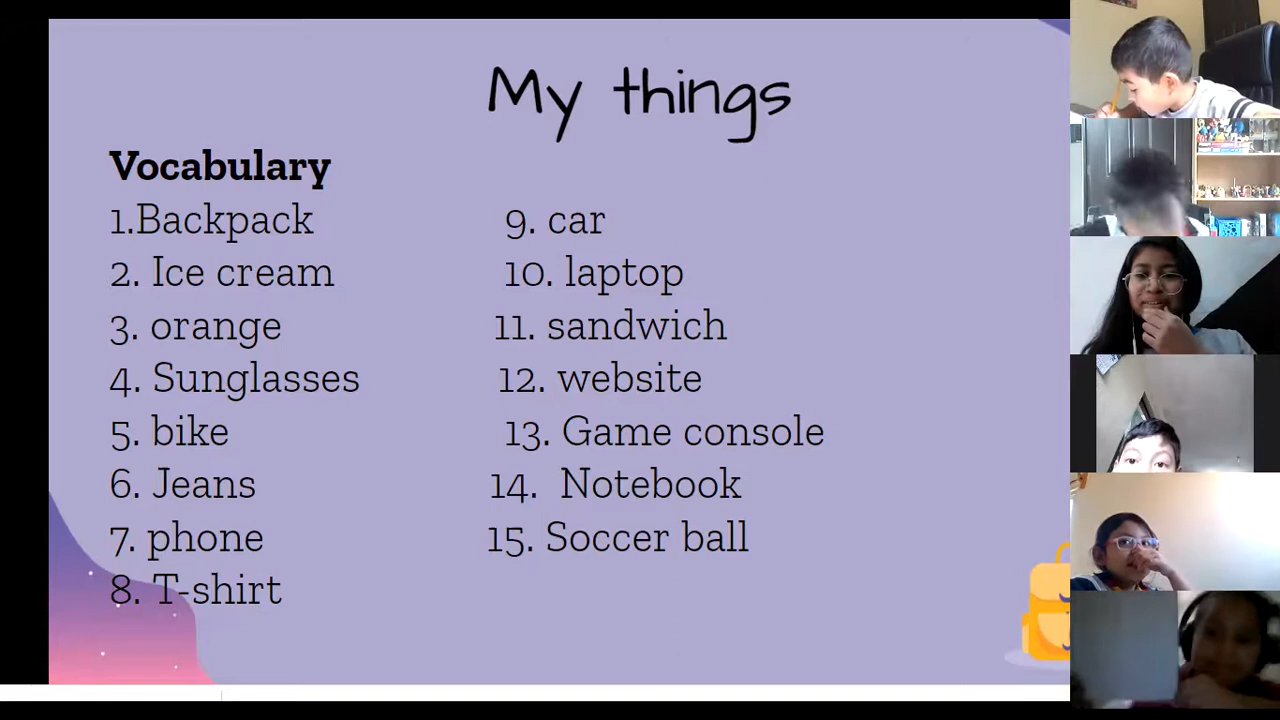 My things
Vocabulary
1.Backpack
2. Ice cream
3. orange
4. Sunglasses
5. bike
6. Jeans
7. phone
8. T-shirt
9. car
10. laptop
11. sandwich
12. website
13. Game console
14. Notebook
15. Soccer ball